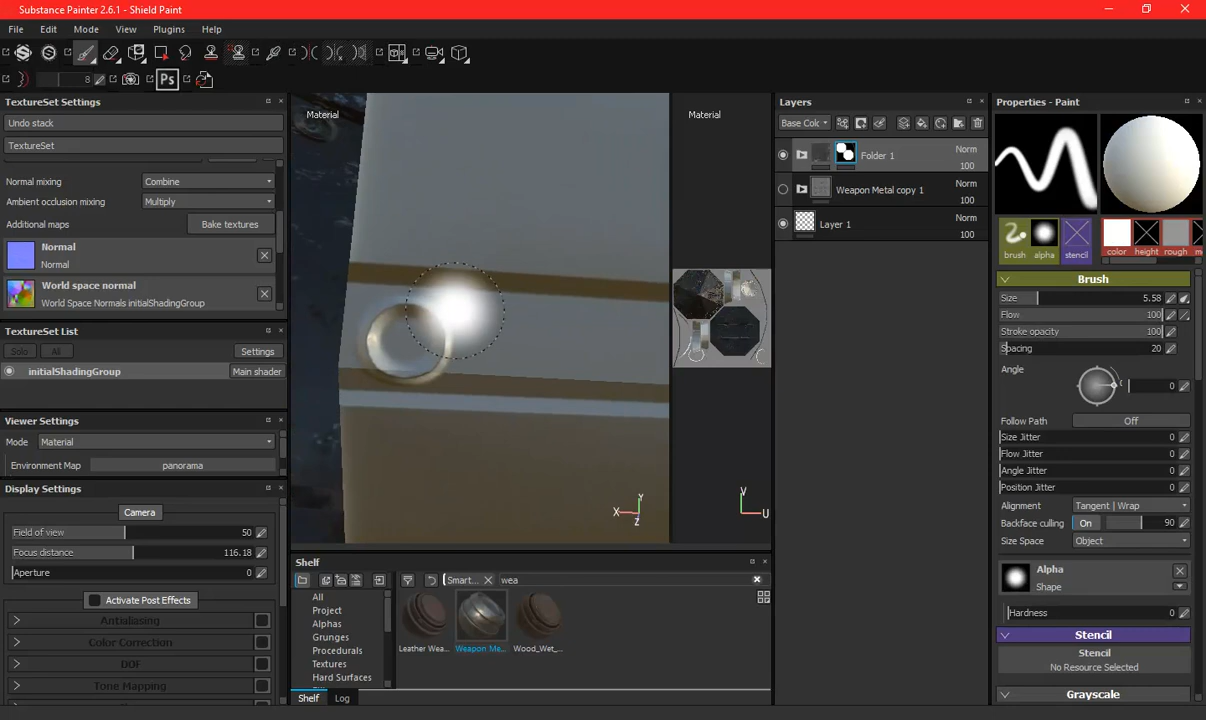 Substance Painter 2.6.1 - Shield Paint
File Edit Mode View Plugins Help
8 Ps
TextureSet Settings
Undo stack
TextureSet
Normal mixing Combine
Ambient occlusion mixing Multiply
Additional maps Bake textures
Normal
Normal
World space normal
World Space Normals initialShadingGroup
TextureSet List
Solo All Settings
initialShadingGroup Main shader
Viewer Settings
Mode Material
Environment Map panorama
Display Settings
Camera
Field of view 50
Focus distance 116.18
Aperture 0
Activate Post Effects
Antialiasing
Color Correction
DOF
Tone Mapping
Material
Y
X
Z
Material
V
U
Shelf
Smart... wea
All
Project
Alphas
Grunges
Procedurals
Textures
Hard Surfaces
Leather Wea... Weapon Me... Wood_Wet_...
Shelf Log
Layers
Base Col
Folder 1 Norm
100
Weapon Metal copy 1 Norm
100
Layer 1 Norm
100
Properties - Paint
brush alpha stencil color height rough
Brush
Size 5.58
Flow 100
Stroke opacity 100
Spacing 20
Angle 0
Follow Path Off
Size Jitter 0
Flow Jitter 0
Angle Jitter 0
Position Jitter 0
Alignment Tangent | Wrap
Backface culling On 90
Size Space Object
Alpha
Shape
Hardness 0
Stencil
Stencil
No Resource Selected
Grayscale